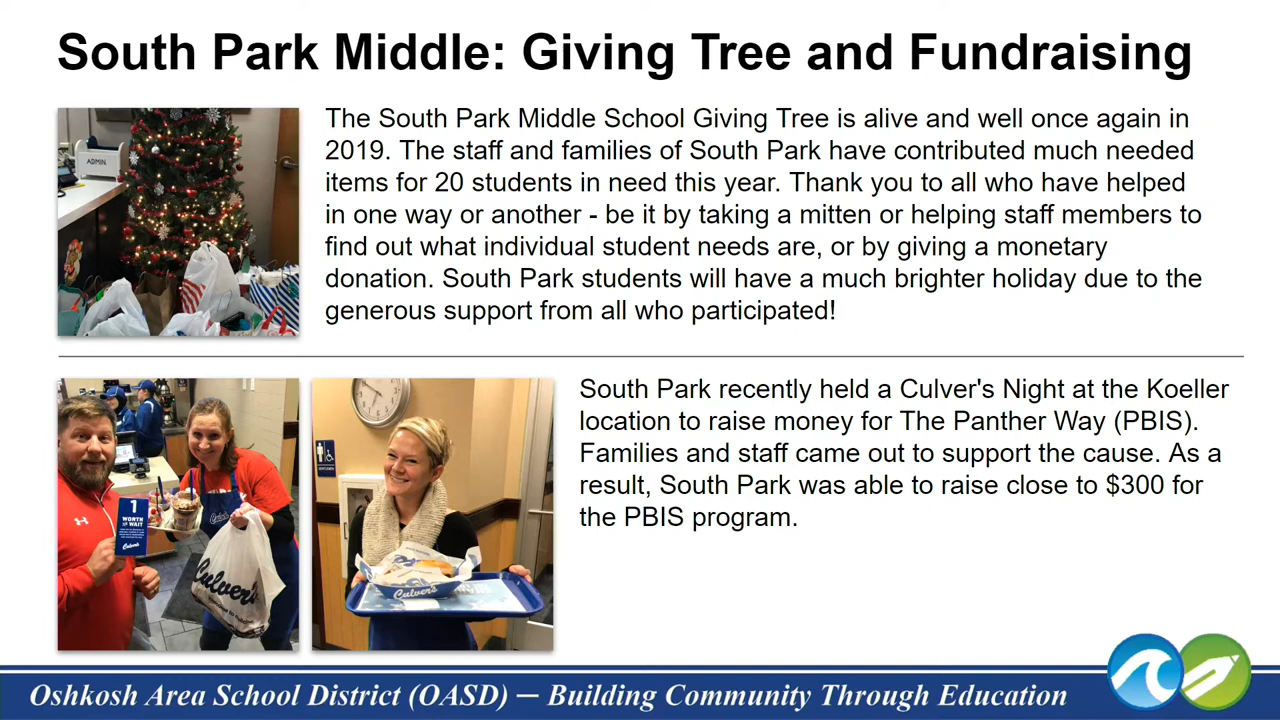 South Park Middle: Giving Tree and Fundraising
ADMIN
The South Park Middle School Giving Tree is alive and well once again in
2019. The staff and families of South Park have contributed much needed
items for 20 students in need this year. Thank you to all who have helped
in one way or another - be it by taking a mitten or helping staff members to
find out what individual student needs are, or by giving a monetary
donation. South Park students will have a much brighter holiday due to the
generous support from all who participated!
1
WORTH
WAIT
Culver's
Culver's
Culver's
South Park recently held a Culver's Night at the Koeller
location to raise money for The Panther Way (PBIS).
Families and staff came out to support the cause. As a
result, South Park was able to raise close to $300 for
the PBIS program.
Oshkosh Area School District (OASD) — Building Community Through Education